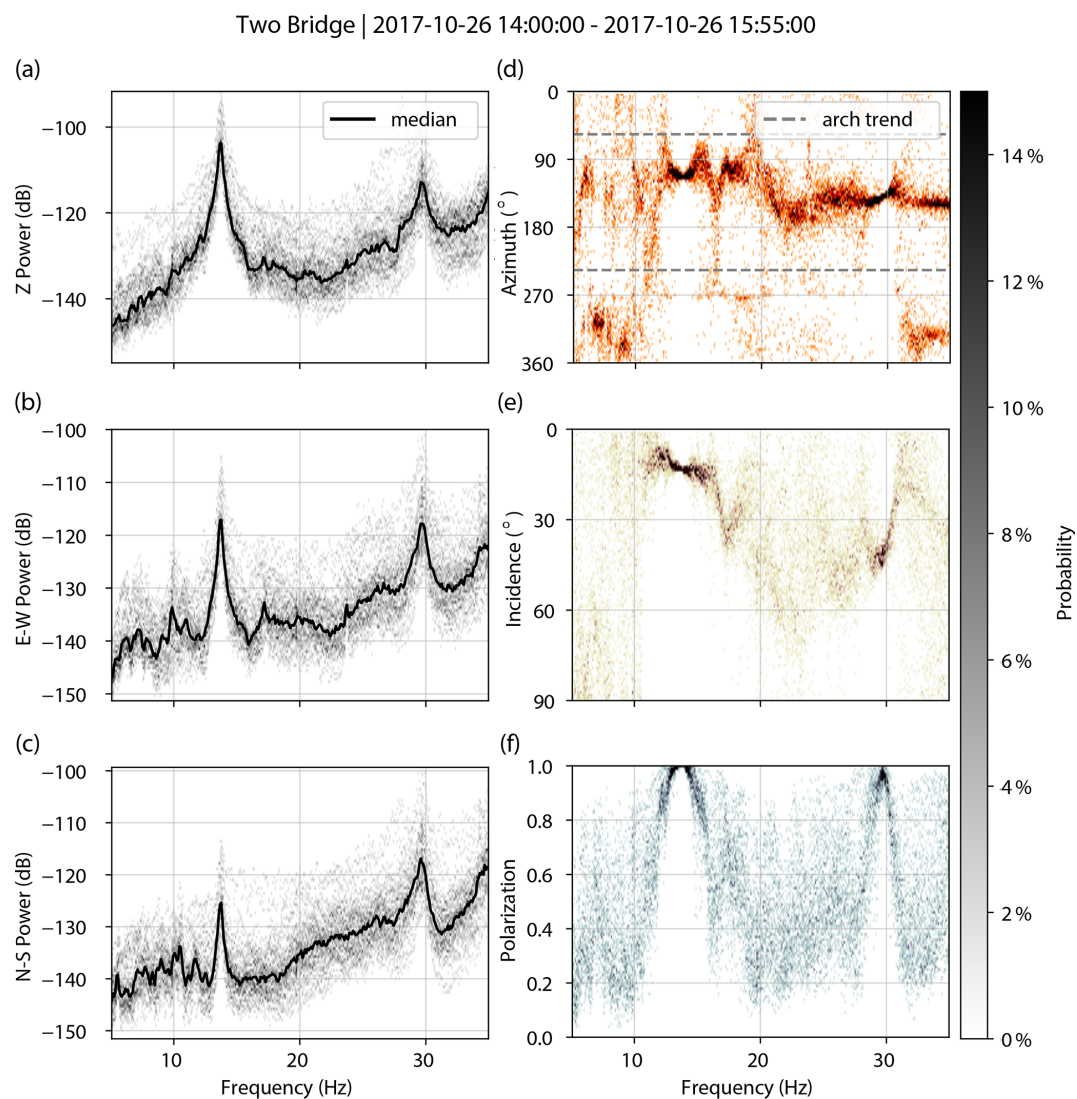 Two Bridge | 2017-10-26 14:00:00 - 2017-10-26 15:55:00
(a)
median
−100
−120
−140
Z Power (dB)
(d)
arch trend
0
90
180
270
360
Azimuth (°)
(b)
−100
−110
−120
−130
−140
−150
E-W Power (dB)
(e)
0
30
60
90
Incidence (°)
(c)
−100
−110
−120
−130
−140
−150
N-S Power (dB)
10
20
30
Frequency (Hz)
(f)
1.0
0.8
0.6
0.4
0.2
0.0
Polarization
10
20
30
Frequency (Hz)
14 %
12 %
10 %
8 %
6 %
4 %
2 %
0 %
Probability